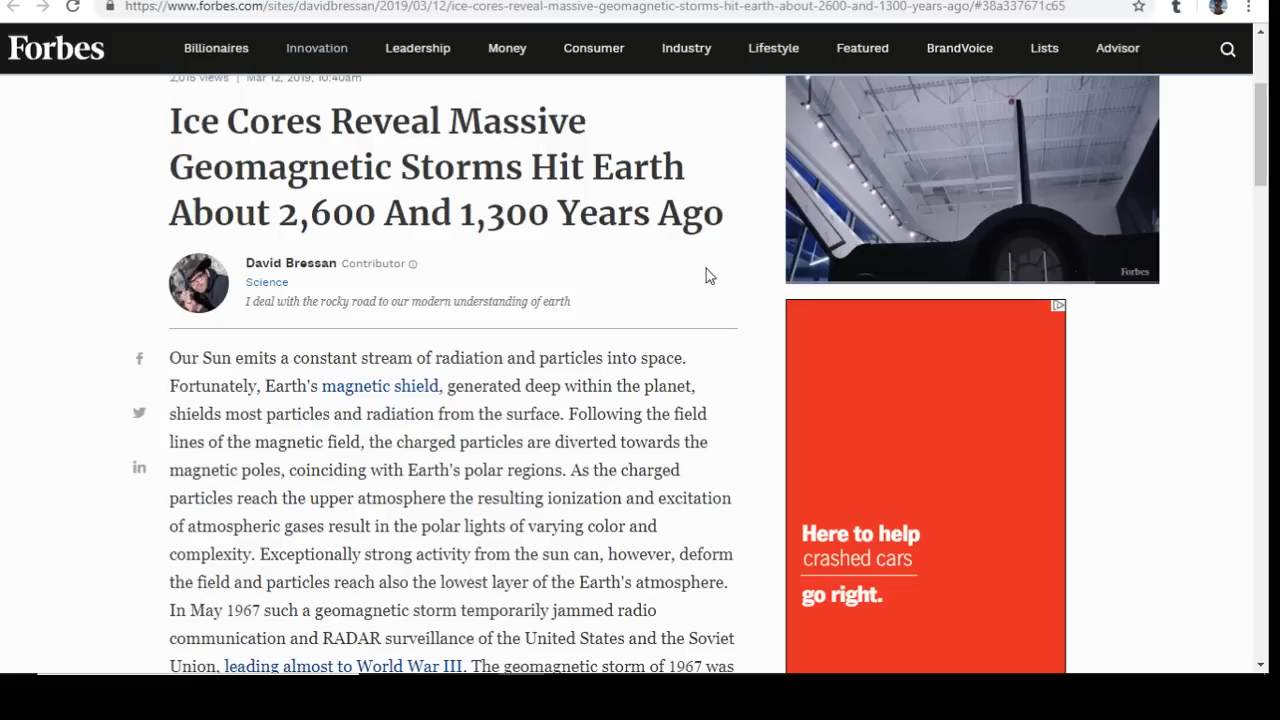 https://www.forbes.com/sites/davidbressan/2019/03/12/ice-cores-reveal-massive-geomagnetic-storms-hit-earth-about-2600-and-1300-years-ago/#38a337671c65
Forbes
Billionaires Innovation Leadership Money Consumer Industry Lifestyle Featured BrandVoice Lists Advisor
2,015 views | Mar 12, 2019, 10:40am
Ice Cores Reveal Massive
Geomagnetic Storms Hit Earth
About 2,600 And 1,300 Years Ago
David Bressan Contributor
Science
I deal with the rocky road to our modern understanding of earth
Our Sun emits a constant stream of radiation and particles into space.
Fortunately, Earth's magnetic shield, generated deep within the planet,
shields most particles and radiation from the surface. Following the field
lines of the magnetic field, the charged particles are diverted towards the
magnetic poles, coinciding with Earth's polar regions. As the charged
particles reach the upper atmosphere the resulting ionization and excitation
of atmospheric gases result in the polar lights of varying color and
complexity. Exceptionally strong activity from the sun can, however, deform
the field and particles reach also the lowest layer of the Earth's atmosphere.
In May 1967 such a geomagnetic storm temporarily jammed radio
communication and RADAR surveillance of the United States and the Soviet
Union, leading almost to World War III. The geomagnetic storm of 1967 was
Forbes
Here to help
crashed cars
go right.